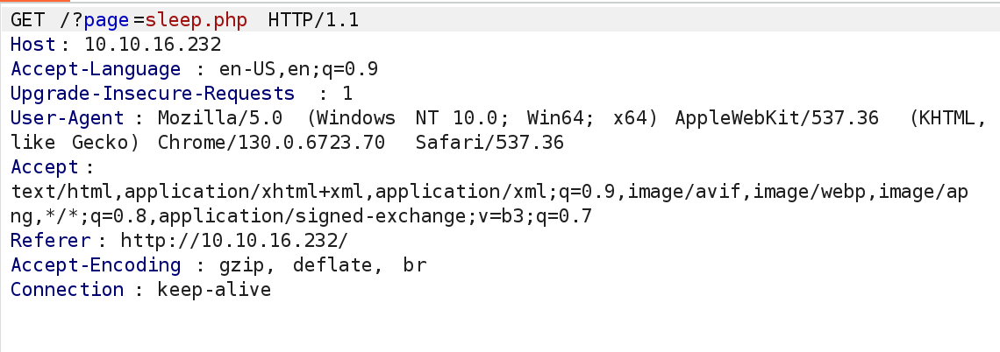 GET /?page=sleep.php HTTP/1.1
Host: 10.10.16.232
Accept-Language : en-US,en;q=0.9
Upgrade-Insecure-Requests : 1
User-Agent : Mozilla/5.0 (Windows NT 10.0; Win64; x64) AppleWebKit/537.36 (KHTML,
like Gecko) Chrome/130.0.6723.70 Safari/537.36
Accept :
text/html,application/xhtml+xml,application/xml;q=0.9,image/avif,image/webp,image/ap
ng,*/*;q=0.8,application/signed-exchange;v=b3;q=0.7
Referer : http://10.10.16.232/
Accept-Encoding : gzip, deflate, br
Connection : keep-alive